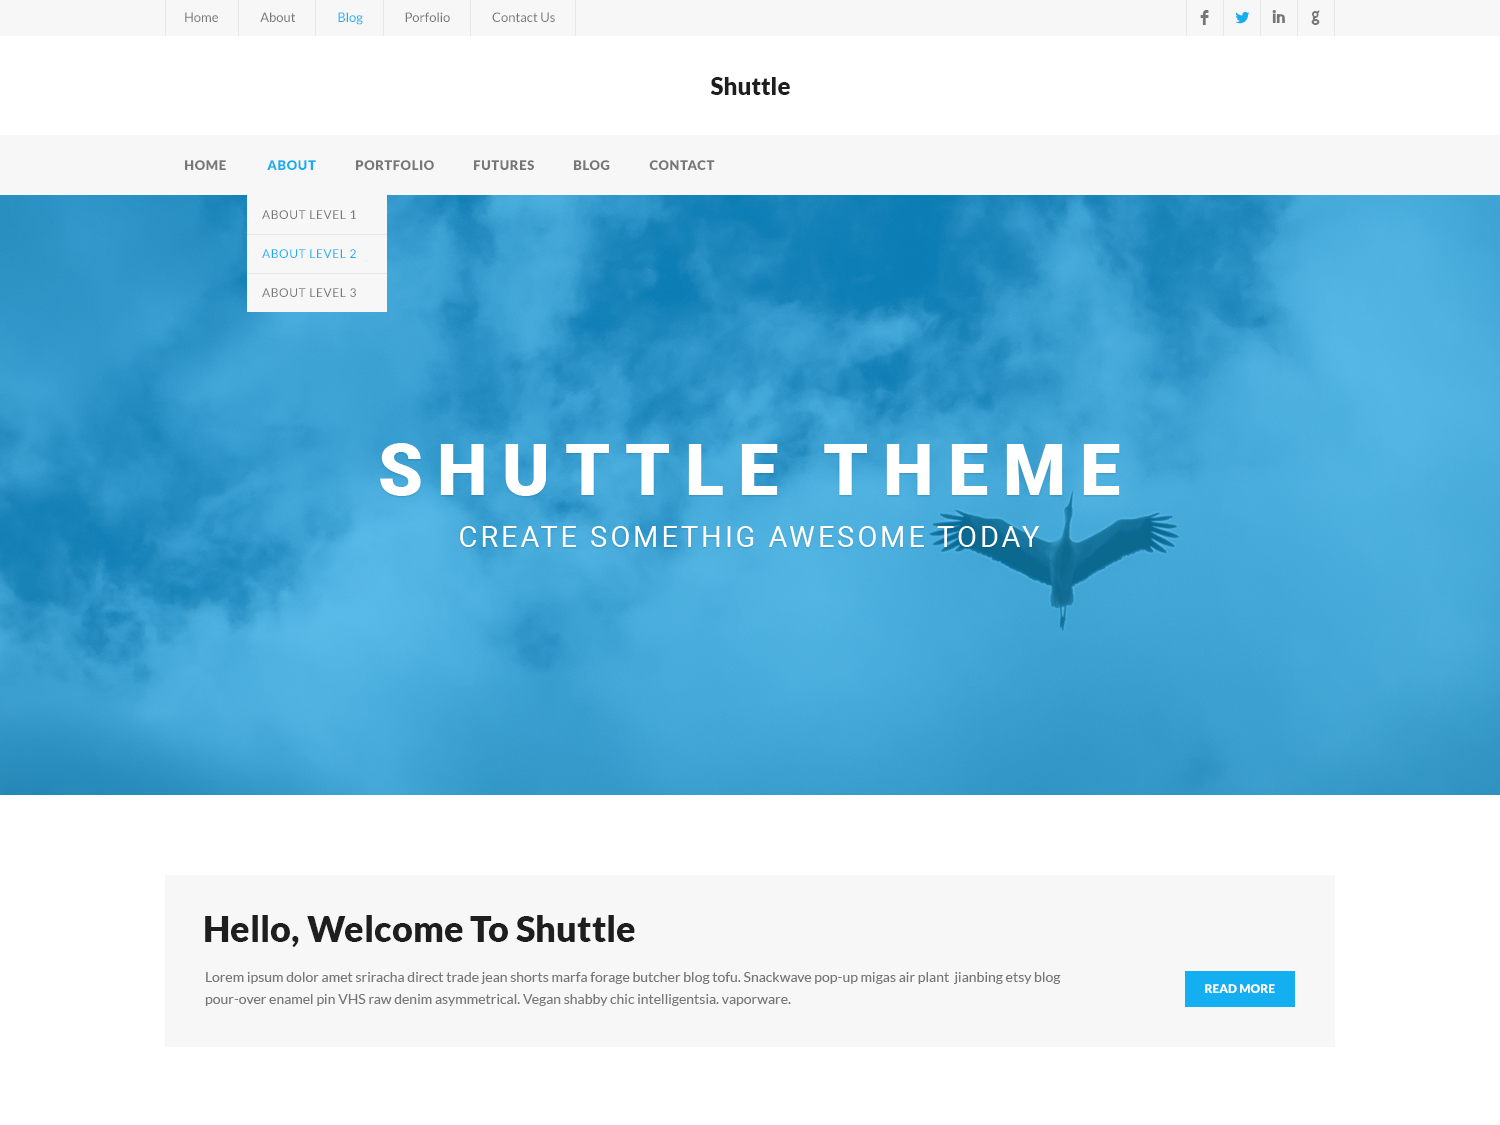 Home About Blog Porfolio Contact Us
Shuttle
HOME ABOUT PORTFOLIO FUTURES BLOG CONTACT
ABOUT LEVEL 1
ABOUT LEVEL 2
ABOUT LEVEL 3
SHUTTLE THEME
CREATE SOMETHIG AWESOME TODAY
Hello, Welcome To Shuttle
Lorem ipsum dolor amet sriracha direct trade jean shorts marfa forage butcher blog tofu. Snackwave pop-up migas air plant jianbing etsy blog
pour-over enamel pin VHS raw denim asymmetrical. Vegan shabby chic intelligentsia. vaporware.
READ MORE